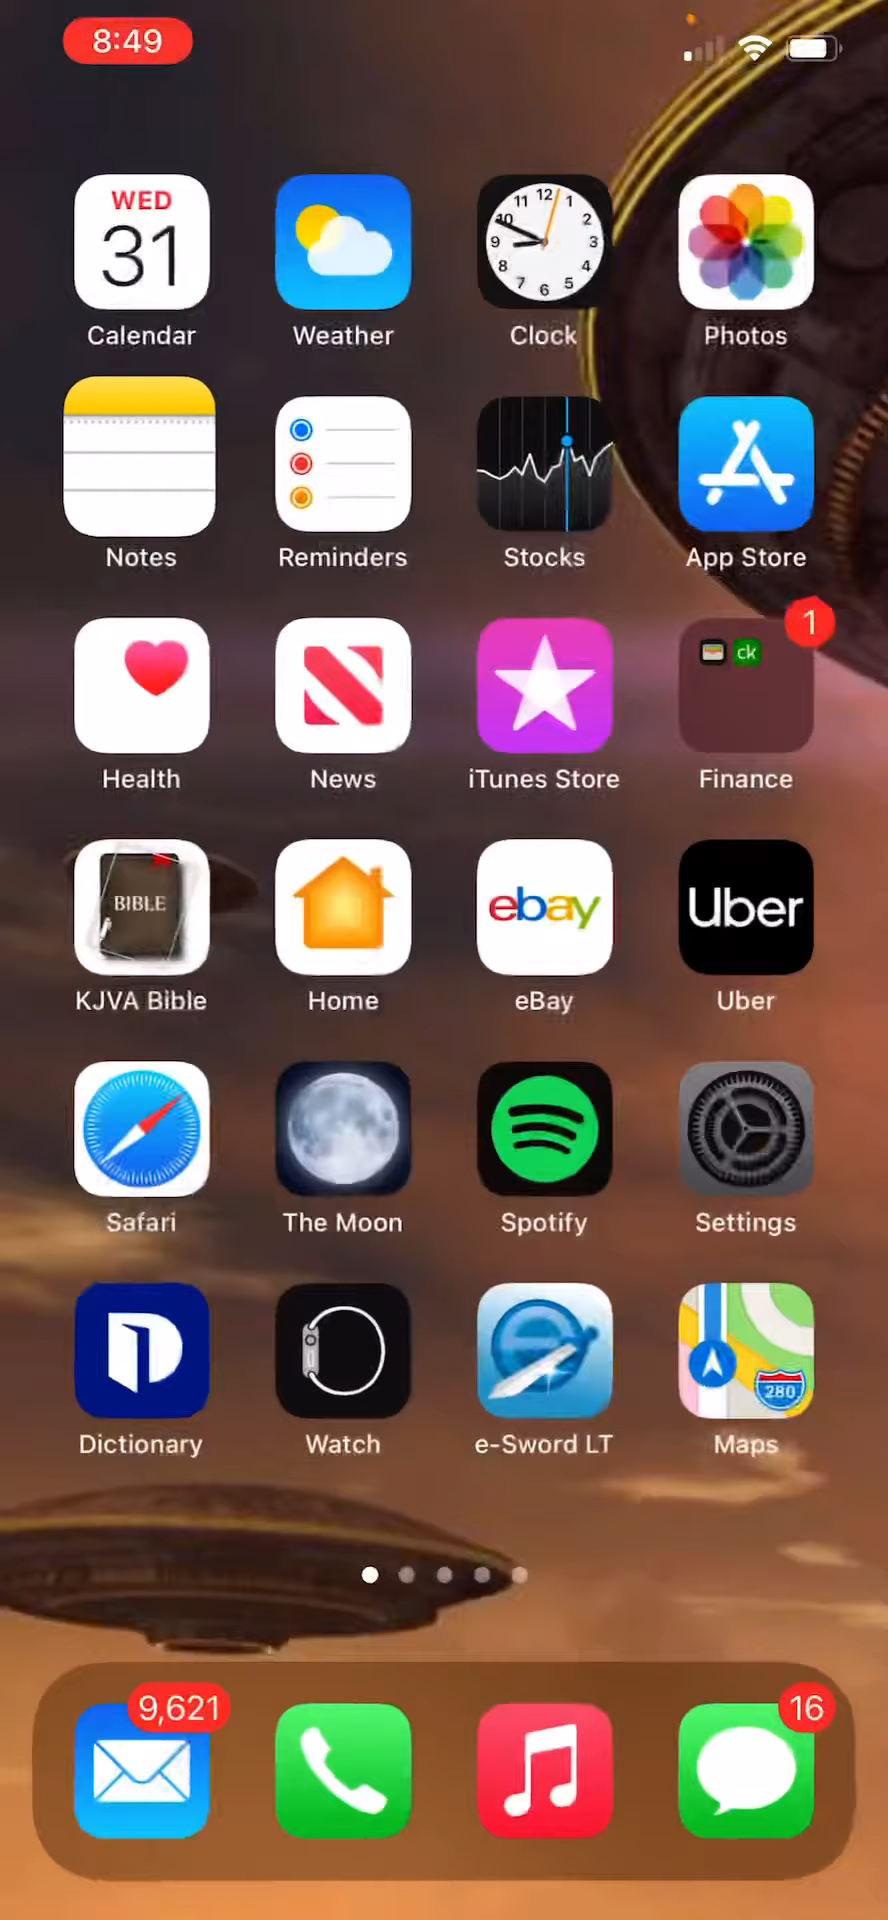 8:49
WED
31
12
11 1
10 2
9 3
8 4
7 5
6
Calendar Weather Clock Photos
Notes Reminders Stocks App Store
1
ck
Health News iTunes Store Finance
BIBLE
ebay
Uber
KJVA Bible Home eBay Uber
Safari The Moon Spotify Settings
280
Dictionary Watch e-Sword LT Maps
9,621 16